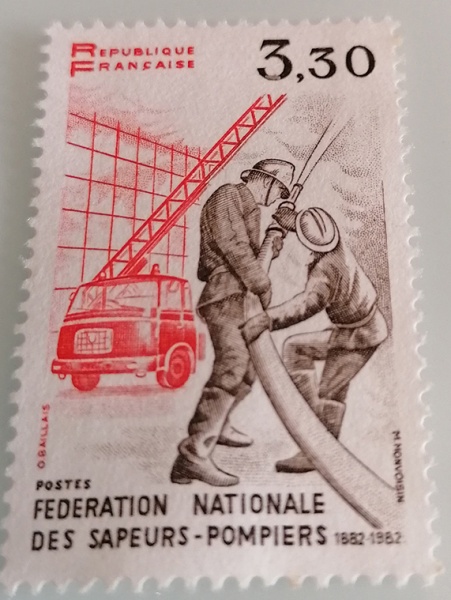 REPUBLIQUE
FRANÇAISE
3,30
O.BAILLAIS
M.MONVOISIN
POSTES
FEDERATION NATIONALE
DES SAPEURS-POMPIERS 1882-1982